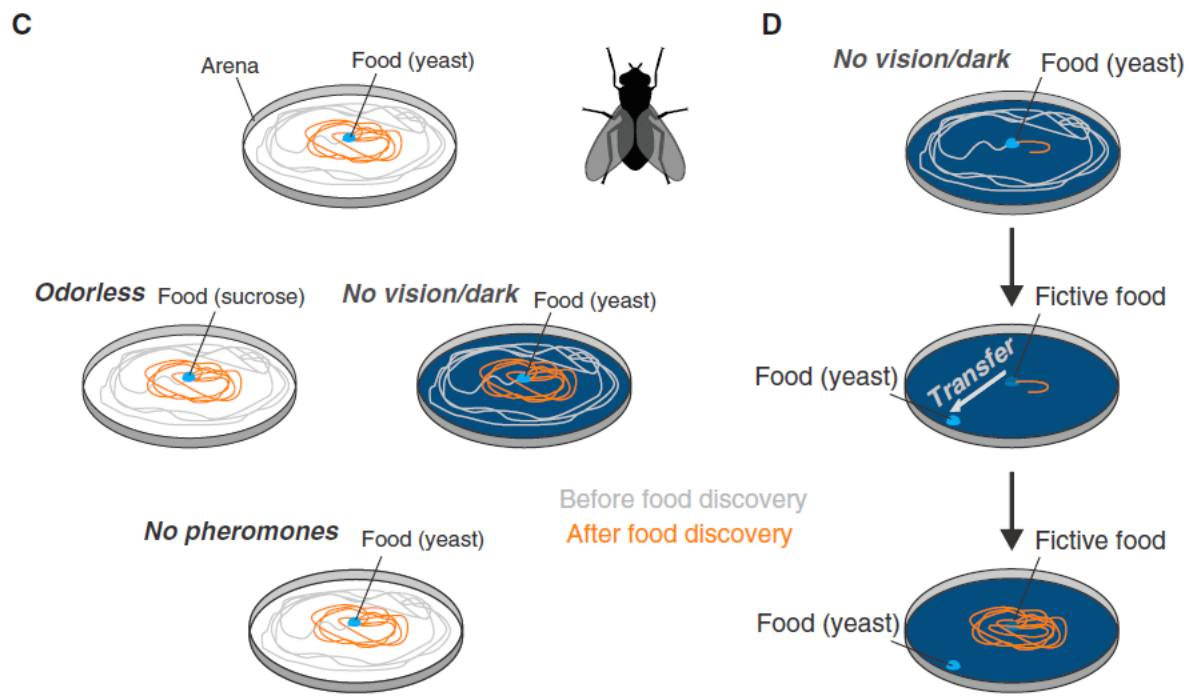 C
Arena
Food (yeast)
Odorless
Food (sucrose)
No vision/dark
Food (yeast)
No pheromones
Food (yeast)
Before food discovery
After food discovery
D
No vision/dark
Food (yeast)
Fictive food
Food (yeast)
Transfer
Fictive food
Food (yeast)